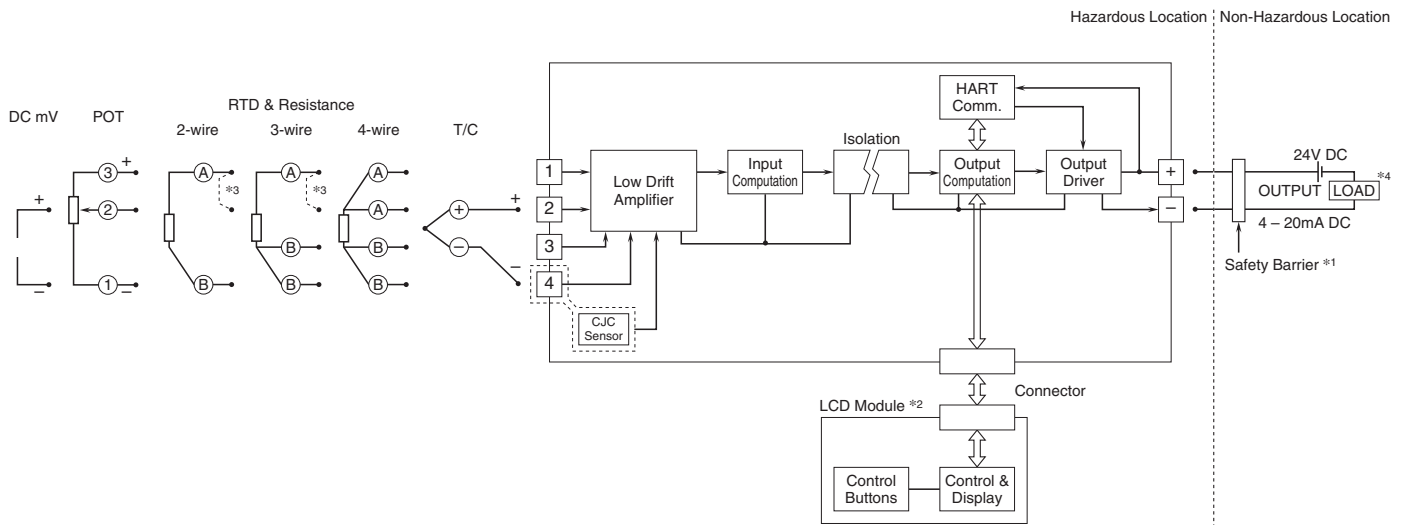 Hazardous Location
Non-Hazardous Location
DC mV
POT
RTD & Resistance
2-wire
3-wire
4-wire
T/C
+
–
3
+
2
1
–
A
*3
B
A
*3
B
B
A
A
B
B
+
–
+
–
1
2
3
4
CJC
Sensor
Low Drift
Amplifier
Input
Computation
Isolation
HART
Comm.
Output
Computation
Output
Driver
+
–
24V DC
OUTPUT
LOAD
*4
4 – 20mA DC
Safety Barrier *1
Connector
LCD Module *2
Control
Buttons
Control &
Display